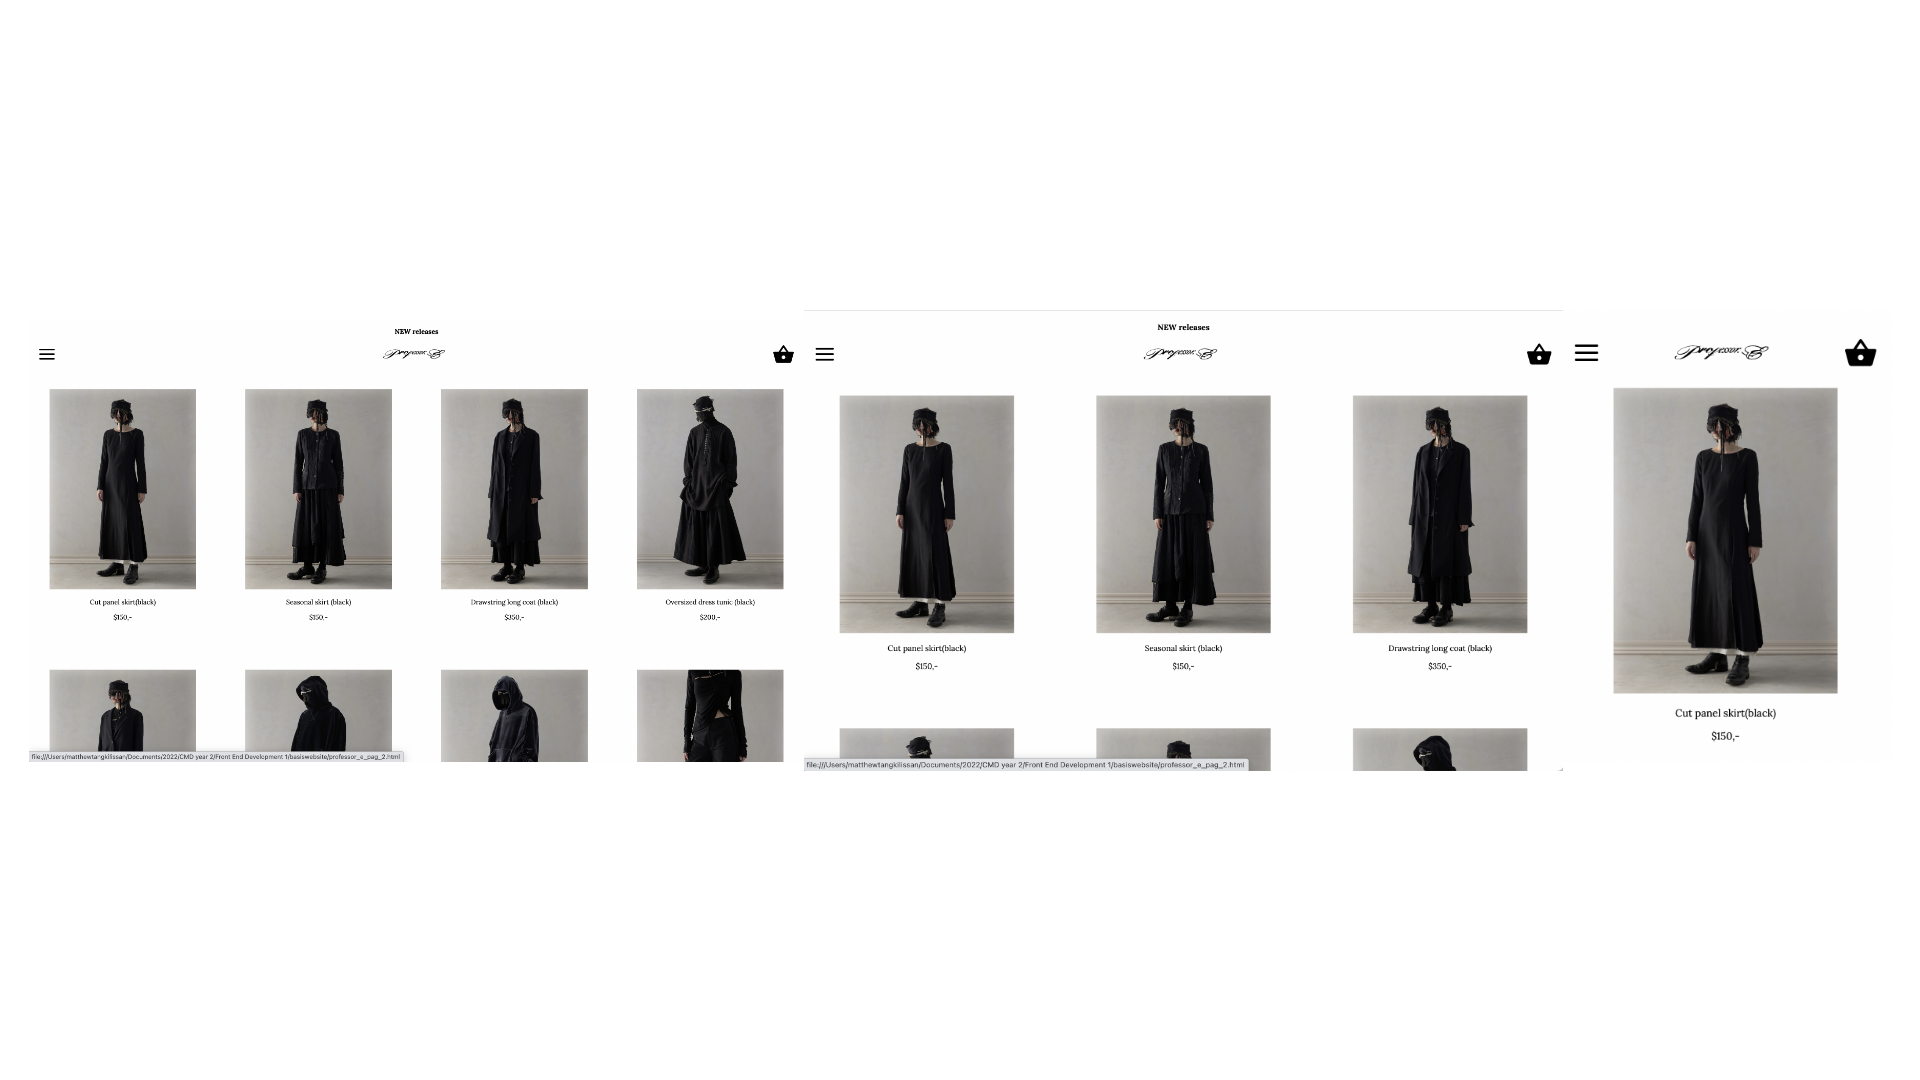 NEW releases
Professor. E
Cut panel skirt(black)
$150,-
Seasonal skirt (black)
$150,-
Drawstring long coat (black)
$350,-
Oversized dress tunic (black)
$200,-
file:///Users/matthewtangkilissan/Documents/2022/CMD year 2/Front End Development 1/basiswebsite/professor_e_pag_2.html
NEW releases
Professor. E
Cut panel skirt(black)
$150,-
Seasonal skirt (black)
$150,-
Drawstring long coat (black)
$350,-
file:///Users/matthewtangkilissan/Documents/2022/CMD year 2/Front End Development 1/basiswebsite/professor_e_pag_2.html
Professor. E
Cut panel skirt(black)
$150,-